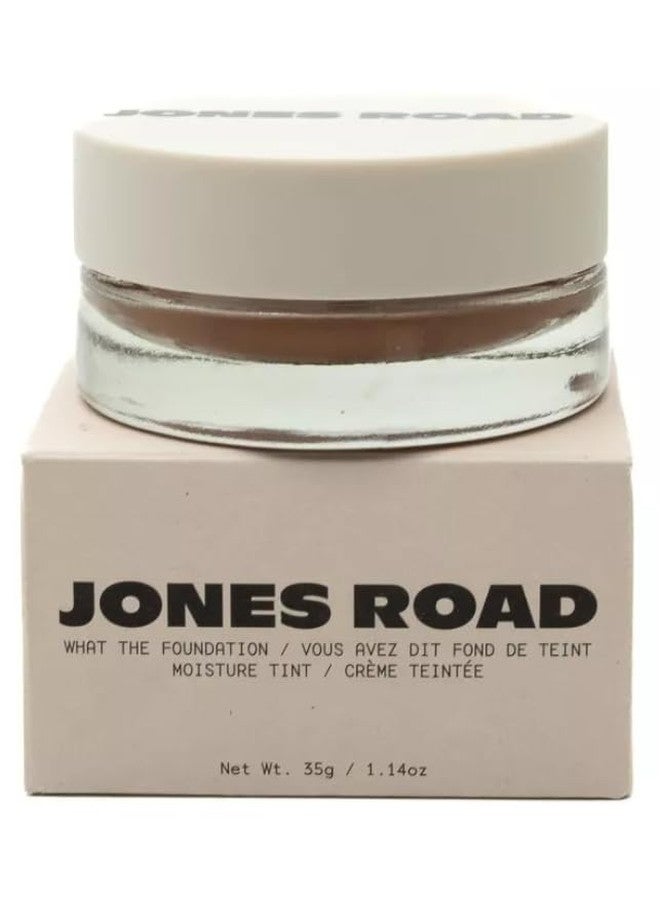 JONES ROAD
JONES ROAD
WHAT THE FOUNDATION / VOUS AVEZ DIT FOND DE TEINT
MOISTURE TINT / CRÈME TEINTÉE
Net Wt. 35g / 1.14oz